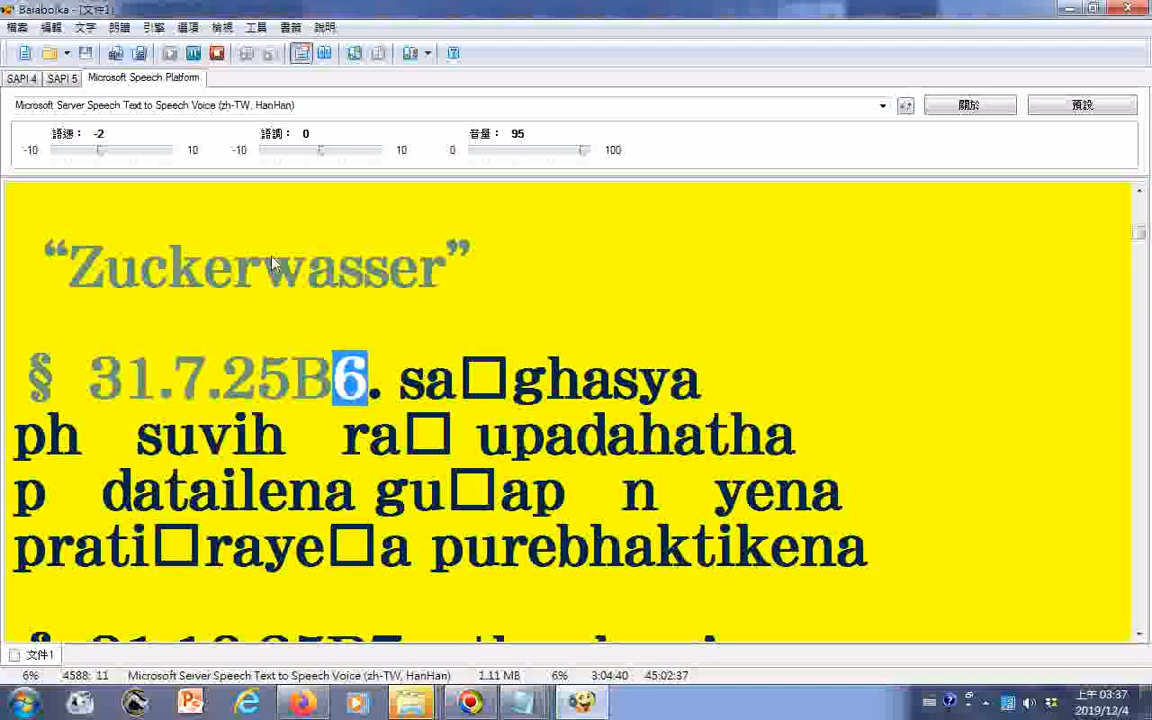 Balabolka - [文件1]
檔案 編輯 文字 朗讀 引擎 選項 檢視 工具 書籤 說明
SAPI 4 SAPI 5 Microsoft Speech Platform
Microsoft Server Speech Text to Speech Voice (zh-TW, HanHan) 關於 預設
語速： -2 語調： 0 音量： 95
-10 10 -10 10 0 100
“Zuckerwasser”
§ 31.7.25B6. sa□ghasya
ph suvih ra□ upadahatha
p datailena gu□ap n yena
prati□raye□a purebhaktikena
文件1
6% 4588: 11 Microsoft Server Speech Text to Speech Voice (zh-TW, HanHan) 1.11 MB 6% 3:04:40 45:02:37
上午 03:37
2019/12/4